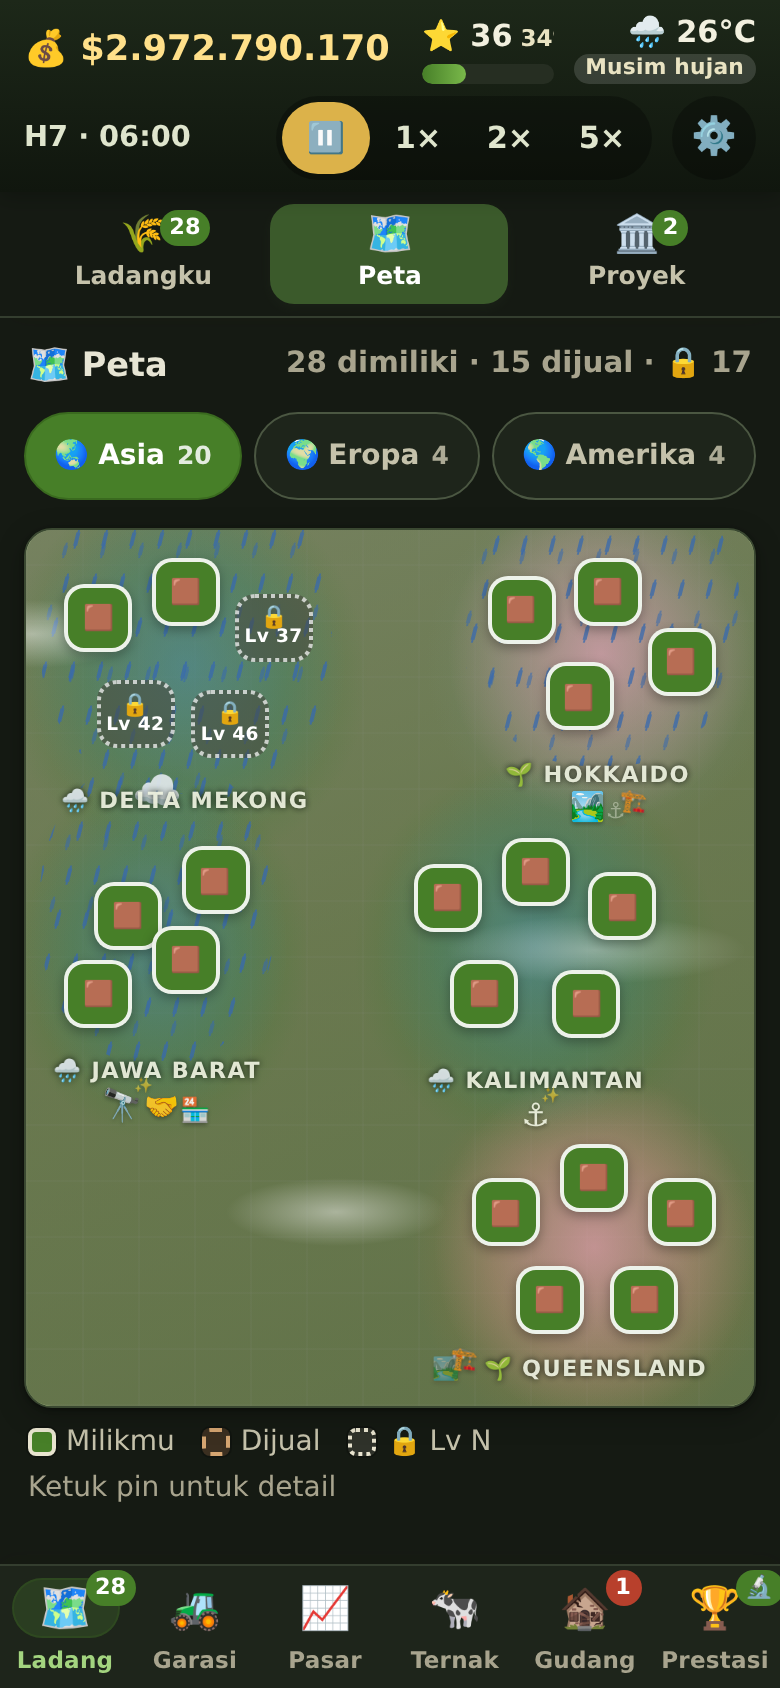 $2.972.790.170
36 34
26°C
Musim hujan
H7 · 06:00
1×
2×
5×
28
Ladangku
Peta
2
Proyek
Peta
28 dimiliki · 15 dijual · 17
Asia 20
Eropa 4
Amerika 4
Lv 37
Lv 42
Lv 46
DELTA MEKONG
HOKKAIDO
JAWA BARAT
KALIMANTAN
QUEENSLAND
Milikmu
Dijual
Lv N
Ketuk pin untuk detail
28
Ladang
Garasi
Pasar
Ternak
1
Gudang
Prestasi